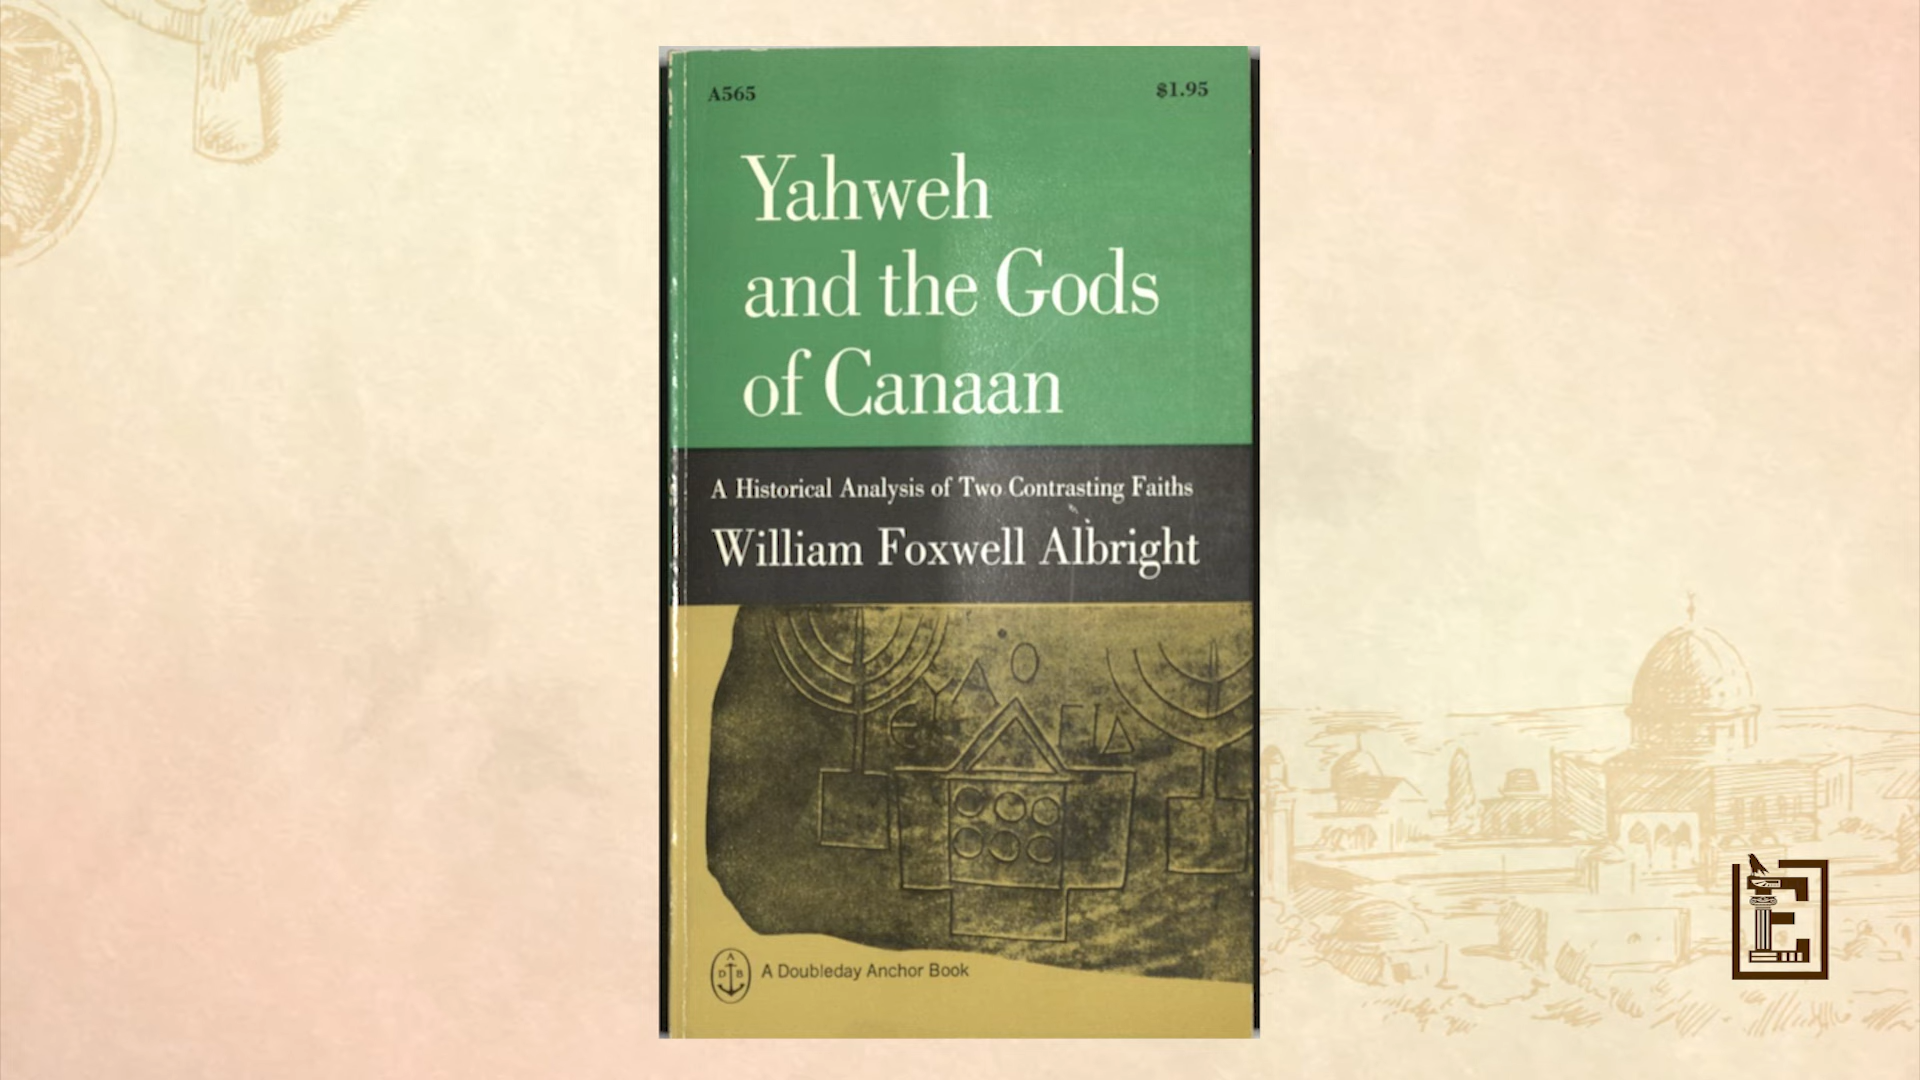 A565
$1.95
Yahweh
and the Gods
of Canaan
A Historical Analysis of Two Contrasting Faiths
William Foxwell Albright
ΕΥΛΟΓΙΑ
A
D B
A Doubleday Anchor Book
E